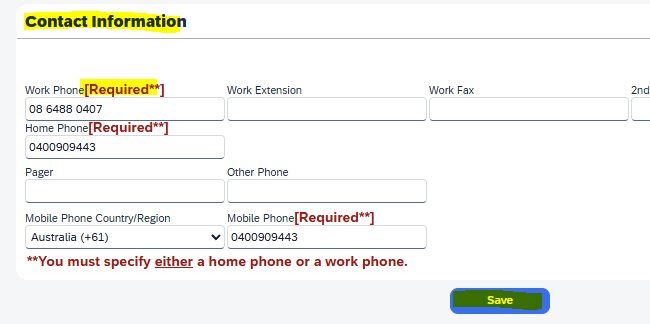 Contact Information
Work Phone[Required**] Work Extension Work Fax 2nd
08 6488 0407
Home Phone[Required**]
0400909443
Pager Other Phone
Mobile Phone Country/Region Mobile Phone[Required**]
Australia (+61) 0400909443
**You must specify either a home phone or a work phone.
Save